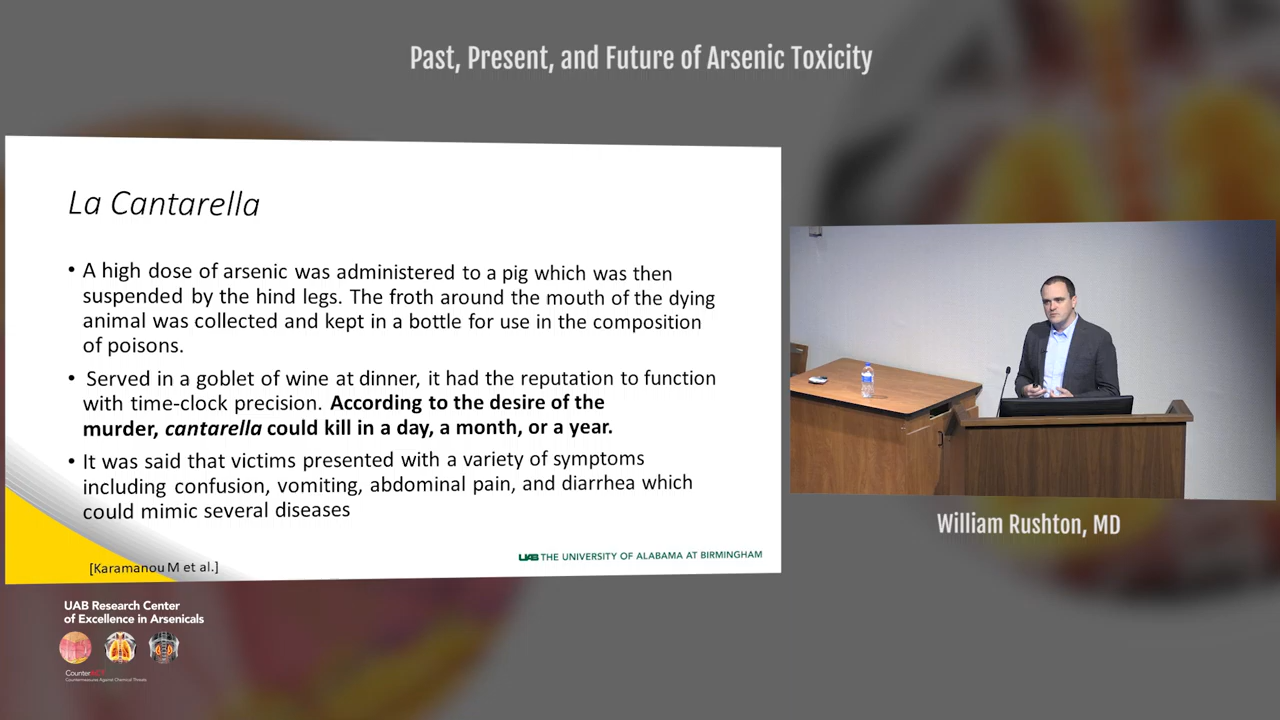 Past, Present, and Future of Arsenic Toxicity
La Cantarella
• A high dose of arsenic was administered to a pig which was then
suspended by the hind legs. The froth around the mouth of the dying
animal was collected and kept in a bottle for use in the composition
of poisons.
• Served in a goblet of wine at dinner, it had the reputation to function
with time-clock precision. According to the desire of the
murder, cantarella could kill in a day, a month, or a year.
• It was said that victims presented with a variety of symptoms
including confusion, vomiting, abdominal pain, and diarrhea which
could mimic several diseases
[Karamanou M et al.]
UAB THE UNIVERSITY OF ALABAMA AT BIRMINGHAM
William Rushton, MD
UAB Research Center
of Excellence in Arsenicals
Countermeasures Against Chemical Threats